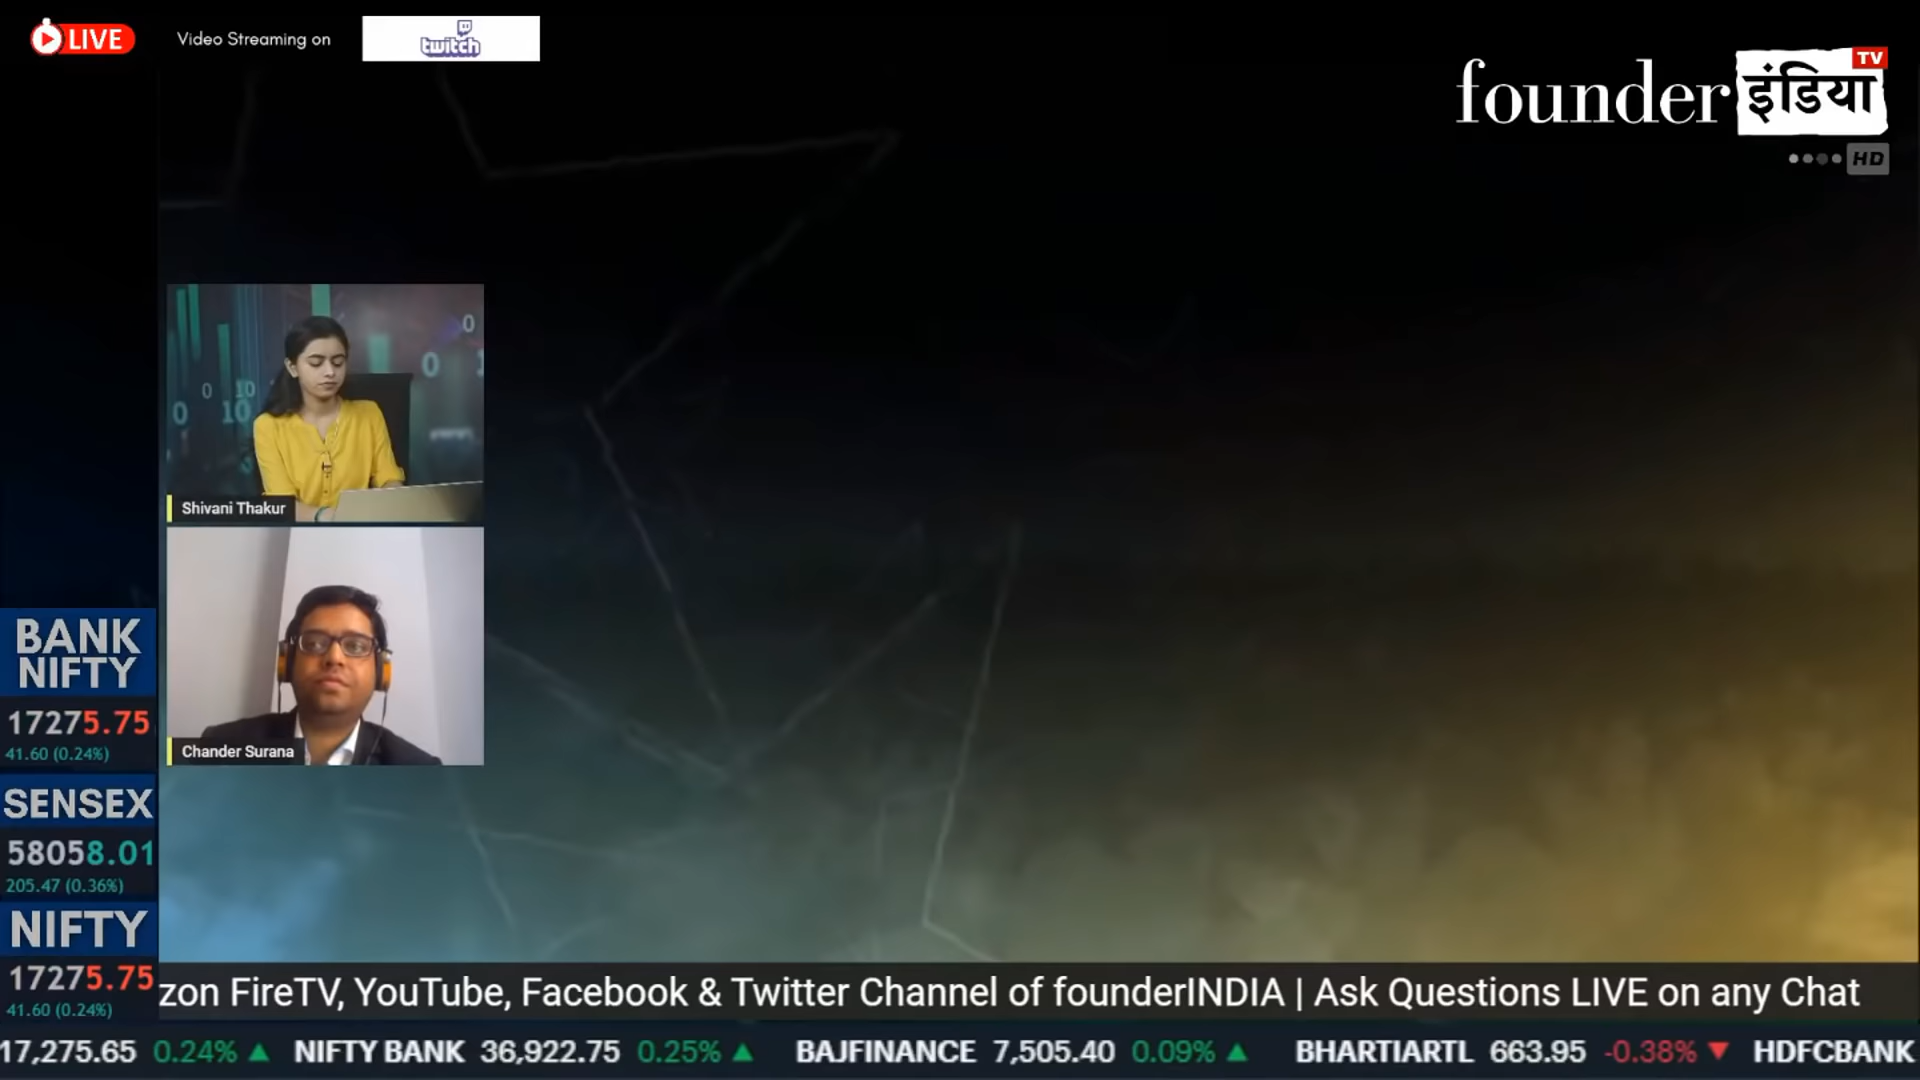 LIVE
Video Streaming on
twitch
founder इंडिया TV
HD
Shivani Thakur
Chander Surana
BANK
NIFTY
17275.75
41.60 (0.24%)
SENSEX
58058.01
205.47 (0.36%)
NIFTY
17275.75
41.60 (0.24%)
zon FireTV, YouTube, Facebook & Twitter Channel of founderINDIA | Ask Questions LIVE on any Chat
17,275.65 0.24% ▲ NIFTY BANK 36,922.75 0.25% ▲ BAJFINANCE 7,505.40 0.09% ▲ BHARTIARTL 663.95 -0.38% ▼ HDFCBANK